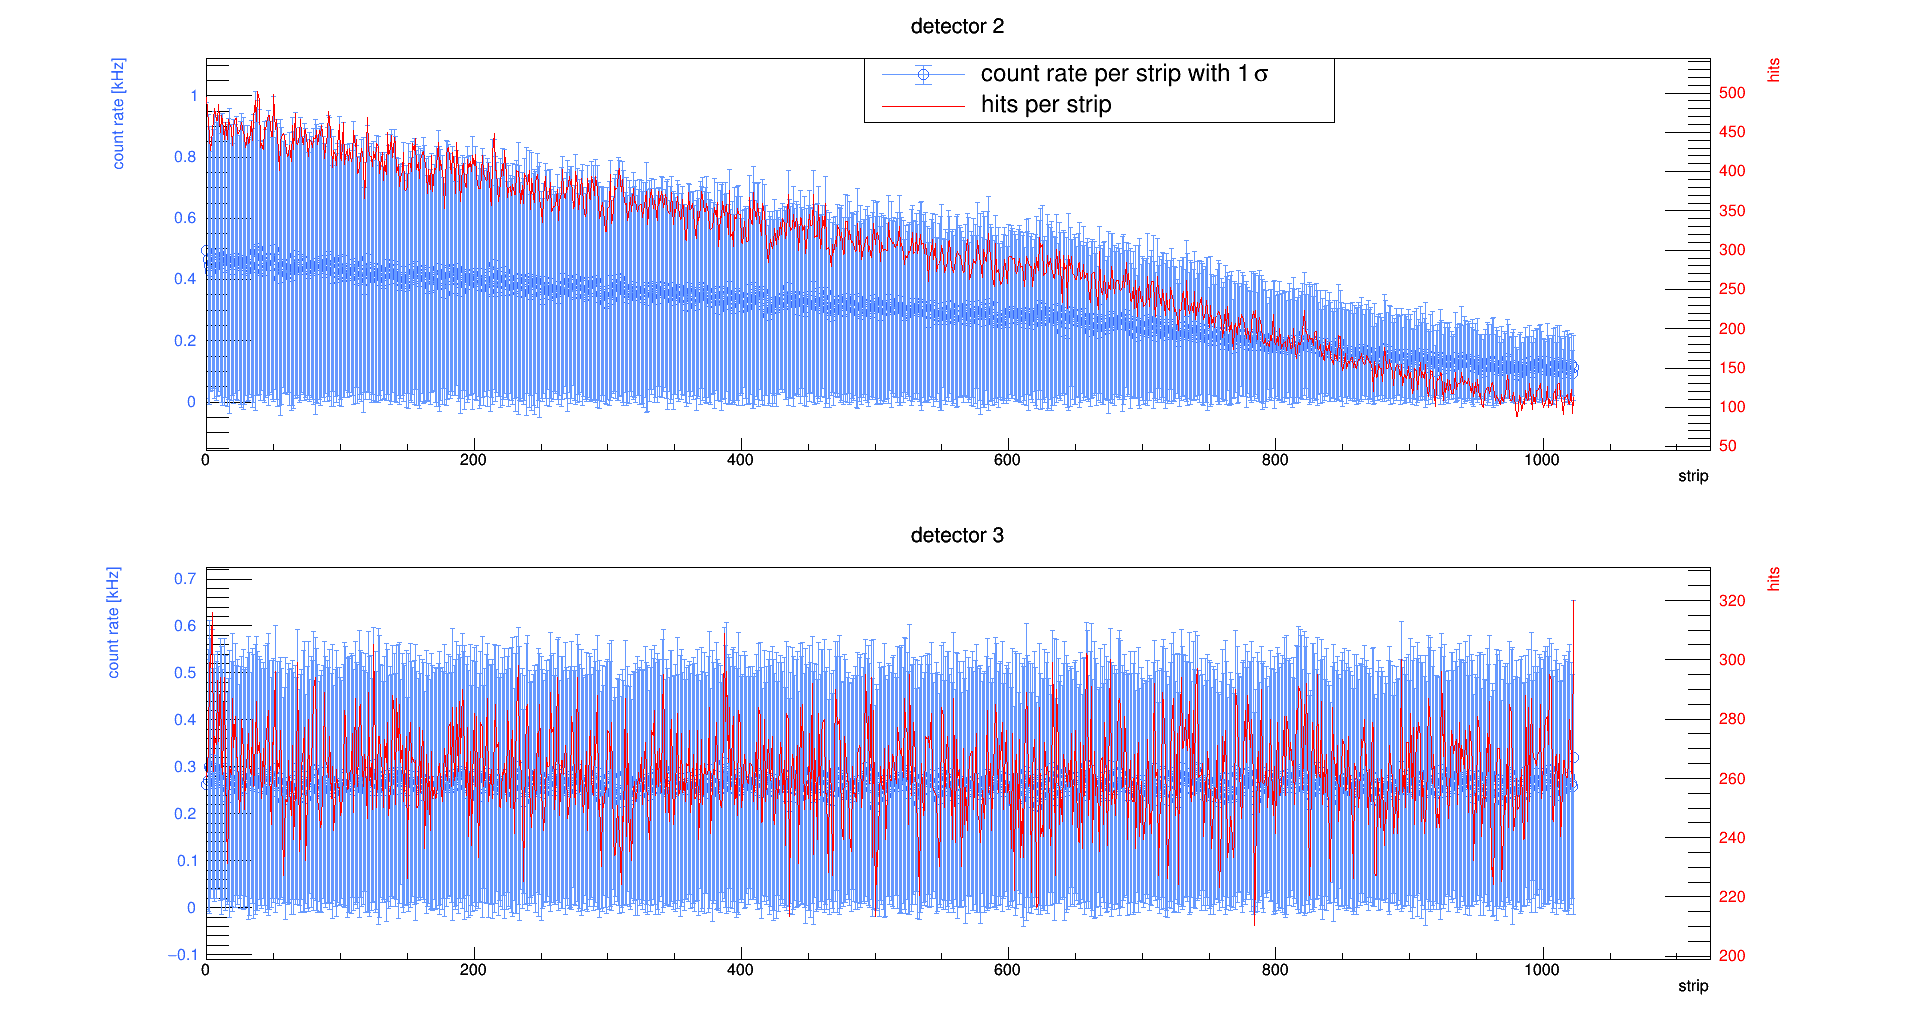 detector 2
count rate [kHz]
hits
count rate per strip with 1 σ
hits per strip
1
0.8
0.6
0.4
0.2
0
500
450
400
350
300
250
200
150
100
50
0 200 400 600 800 1000
strip
detector 3
count rate [kHz]
hits
0.7
0.6
0.5
0.4
0.3
0.2
0.1
0
−0.1
320
300
280
260
240
220
200
0 200 400 600 800 1000
strip